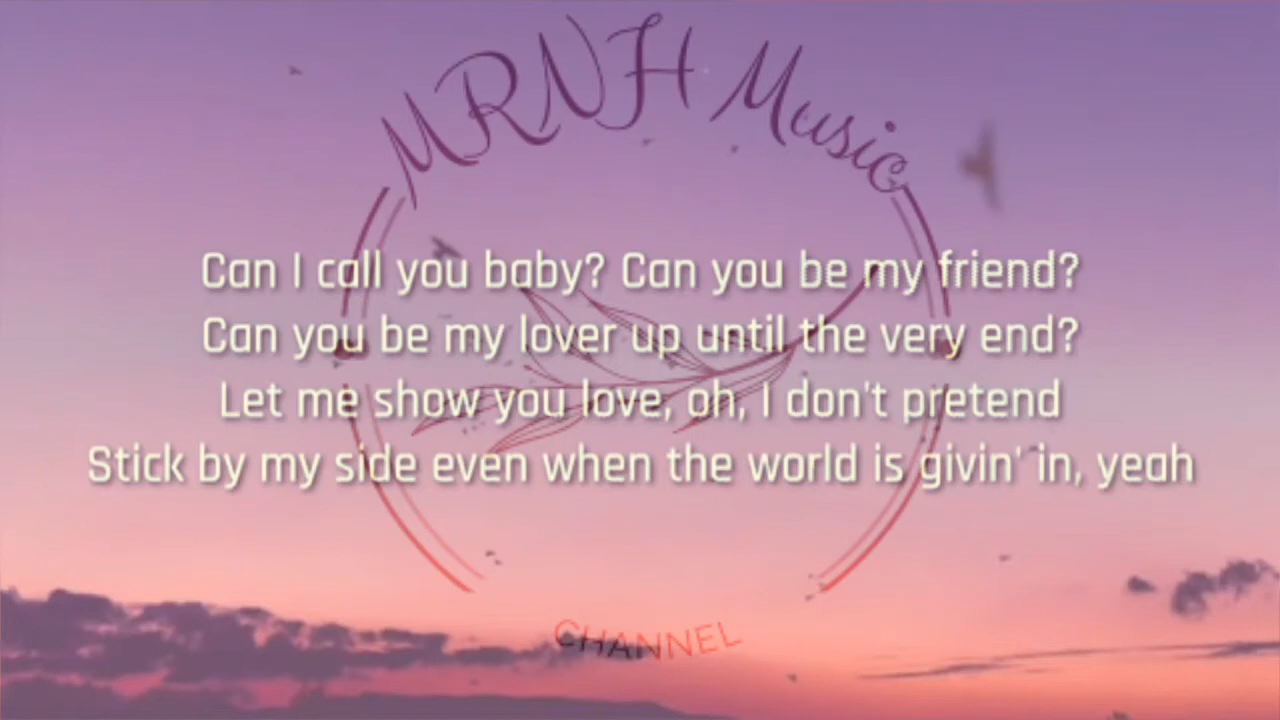 MRNH Music
Can I call you baby? Can you be my friend?
Can you be my lover up until the very end?
Let me show you love, oh, I don't pretend
Stick by my side even when the world is givin' in, yeah
CHANNEL